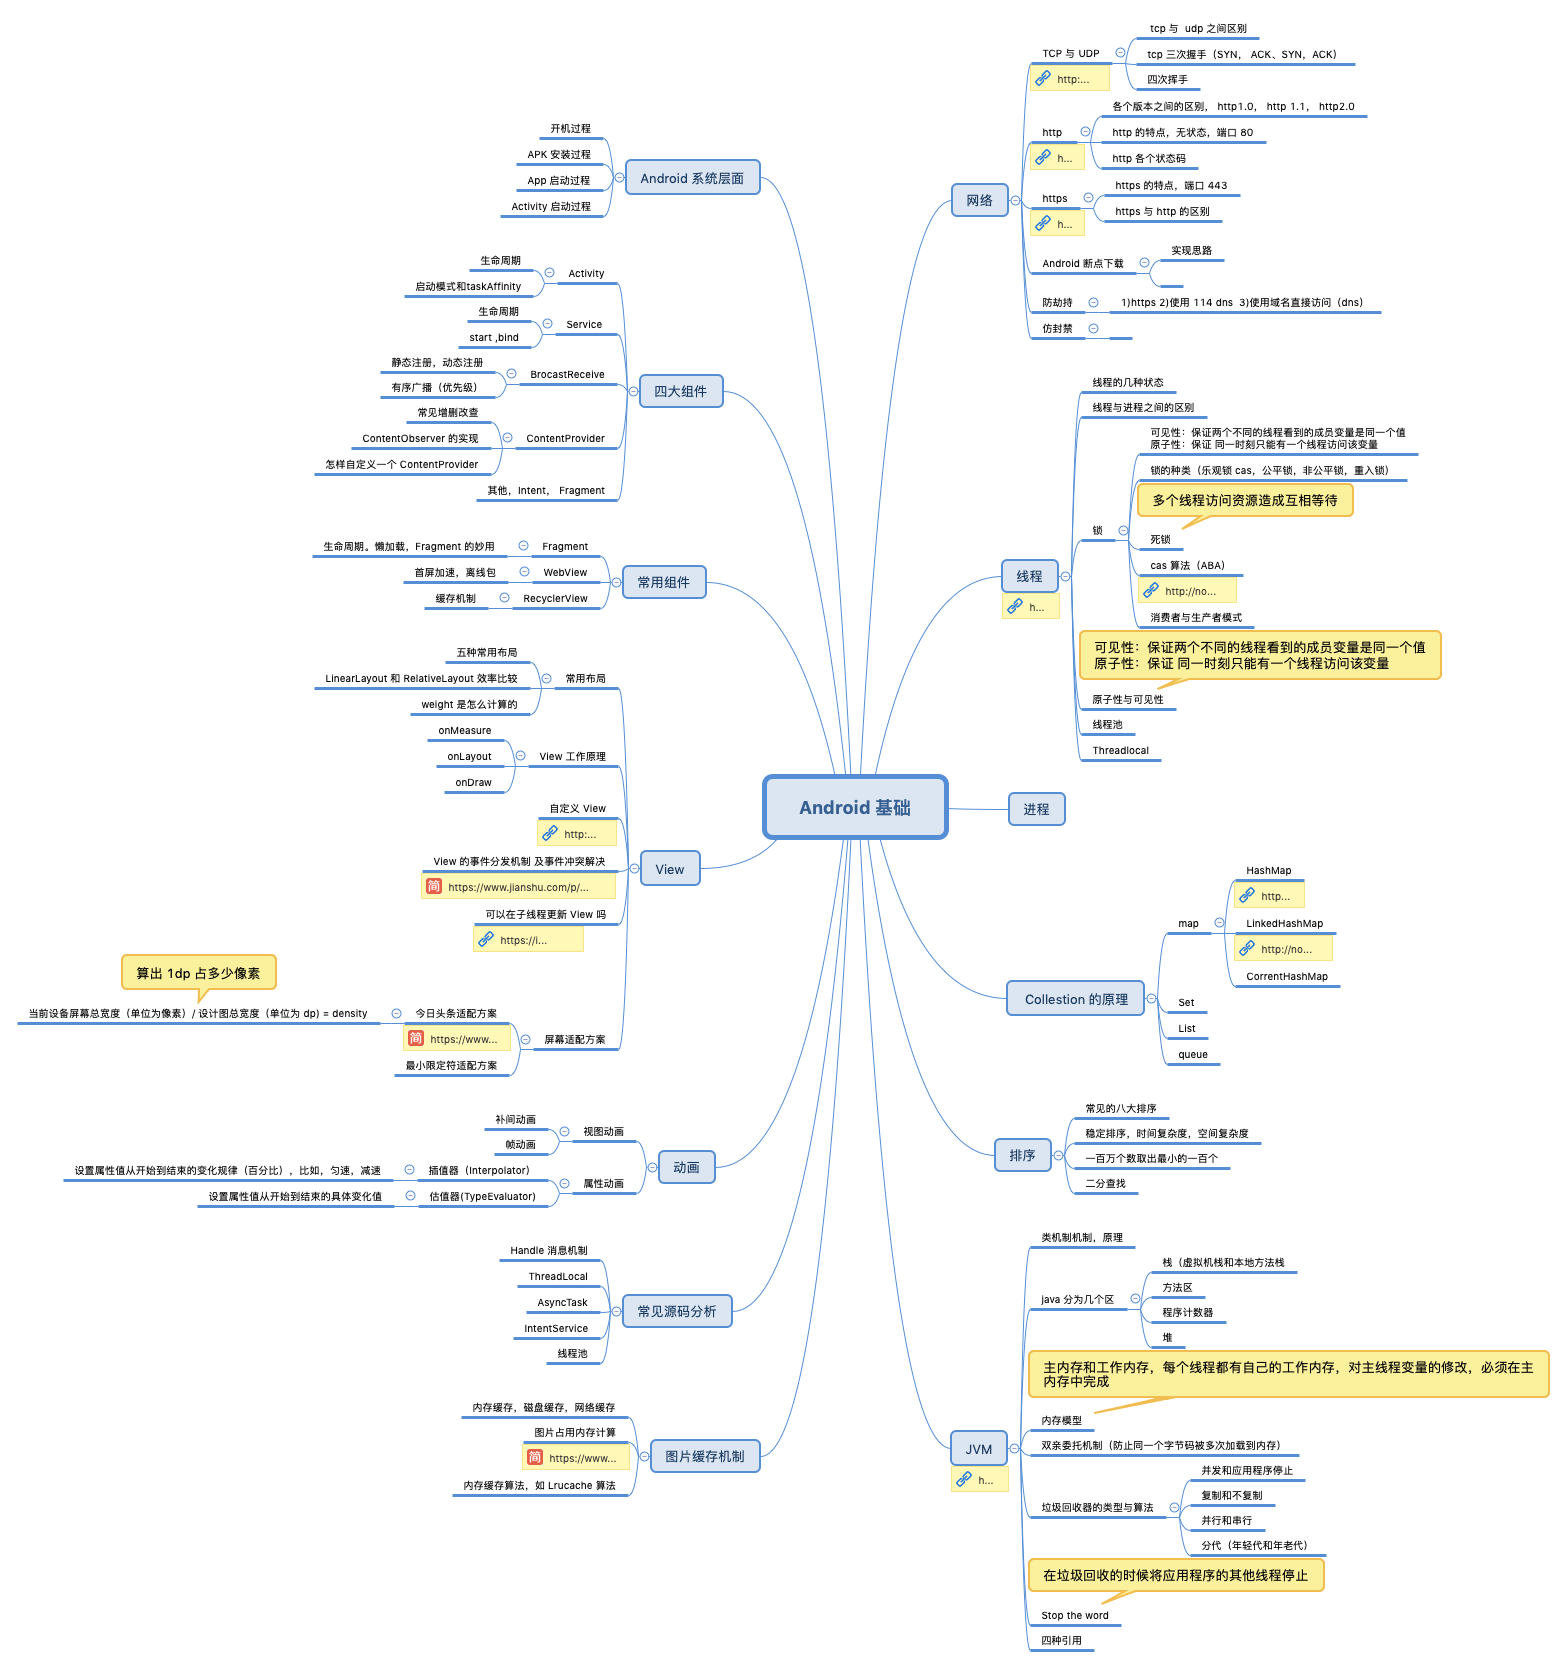 Android 基础
Android 系统层面
开机过程
APK 安装过程
App 启动过程
Activity 启动过程
四大组件
Activity
生命周期
启动模式和taskAffinity
Service
生命周期
start ,bind
BrocastReceive
静态注册，动态注册
有序广播（优先级）
ContentProvider
常见增删改查
ContentObserver 的实现
怎样自定义一个 ContentProvider
其他，Intent， Fragment
常用组件
Fragment
生命周期。懒加载，Fragment 的妙用
WebView
首屏加速，离线包
RecyclerView
缓存机制
View
常用布局
五种常用布局
LinearLayout 和 RelativeLayout 效率比较
weight 是怎么计算的
View 工作原理
onMeasure
onLayout
onDraw
自定义 View
http:...
View 的事件分发机制 及事件冲突解决
简 https://www.jianshu.com/p/...
可以在子线程更新 View 吗
https://i...
屏幕适配方案
今日头条适配方案
简 https://www...
算出 1dp 占多少像素
当前设备屏幕总宽度（单位为像素）/ 设计图总宽度（单位为 dp) = density
最小限定符适配方案
动画
视图动画
补间动画
帧动画
属性动画
插值器（Interpolator）
设置属性值从开始到结束的变化规律（百分比），比如，匀速，减速
估值器(TypeEvaluator)
设置属性值从开始到结束的具体变化值
常见源码分析
Handle 消息机制
ThreadLocal
AsyncTask
IntentService
线程池
图片缓存机制
内存缓存，磁盘缓存，网络缓存
图片占用内存计算
简 https://www...
内存缓存算法，如 Lrucache 算法
网络
TCP 与 UDP
http:...
tcp 与  udp 之间区别
tcp 三次握手（SYN， ACK、SYN，ACK）
四次挥手
http
h...
各个版本之间的区别， http1.0， http 1.1， http2.0
http 的特点，无状态，端口 80
http 各个状态码
https
h...
https 的特点，端口 443
https 与 http 的区别
Android 断点下载
实现思路
防劫持
1)https 2)使用 114 dns  3)使用域名直接访问（dns）
仿封禁
线程
h...
线程的几种状态
线程与进程之间的区别
锁
可见性：保证两个不同的线程看到的成员变量是同一个值
原子性：保证 同一时刻只能有一个线程访问该变量
锁的种类（乐观锁 cas，公平锁，非公平锁，重入锁）
多个线程访问资源造成互相等待
死锁
cas 算法（ABA）
http://no...
消费者与生产者模式
可见性：保证两个不同的线程看到的成员变量是同一个值
原子性：保证 同一时刻只能有一个线程访问该变量
原子性与可见性
线程池
Threadlocal
进程
Collestion 的原理
map
HashMap
http...
LinkedHashMap
http://no...
CorrentHashMap
Set
List
queue
排序
常见的八大排序
稳定排序，时间复杂度，空间复杂度
一百万个数取出最小的一百个
二分查找
JVM
h...
类机制机制，原理
java 分为几个区
栈（虚拟机栈和本地方法栈
方法区
程序计数器
堆
主内存和工作内存，每个线程都有自己的工作内存，对主线程变量的修改，必须在主
内存中完成
内存模型
双亲委托机制（防止同一个字节码被多次加载到内存）
垃圾回收器的类型与算法
并发和应用程序停止
复制和不复制
并行和串行
分代（年轻代和年老代）
在垃圾回收的时候将应用程序的其他线程停止
Stop the word
四种引用